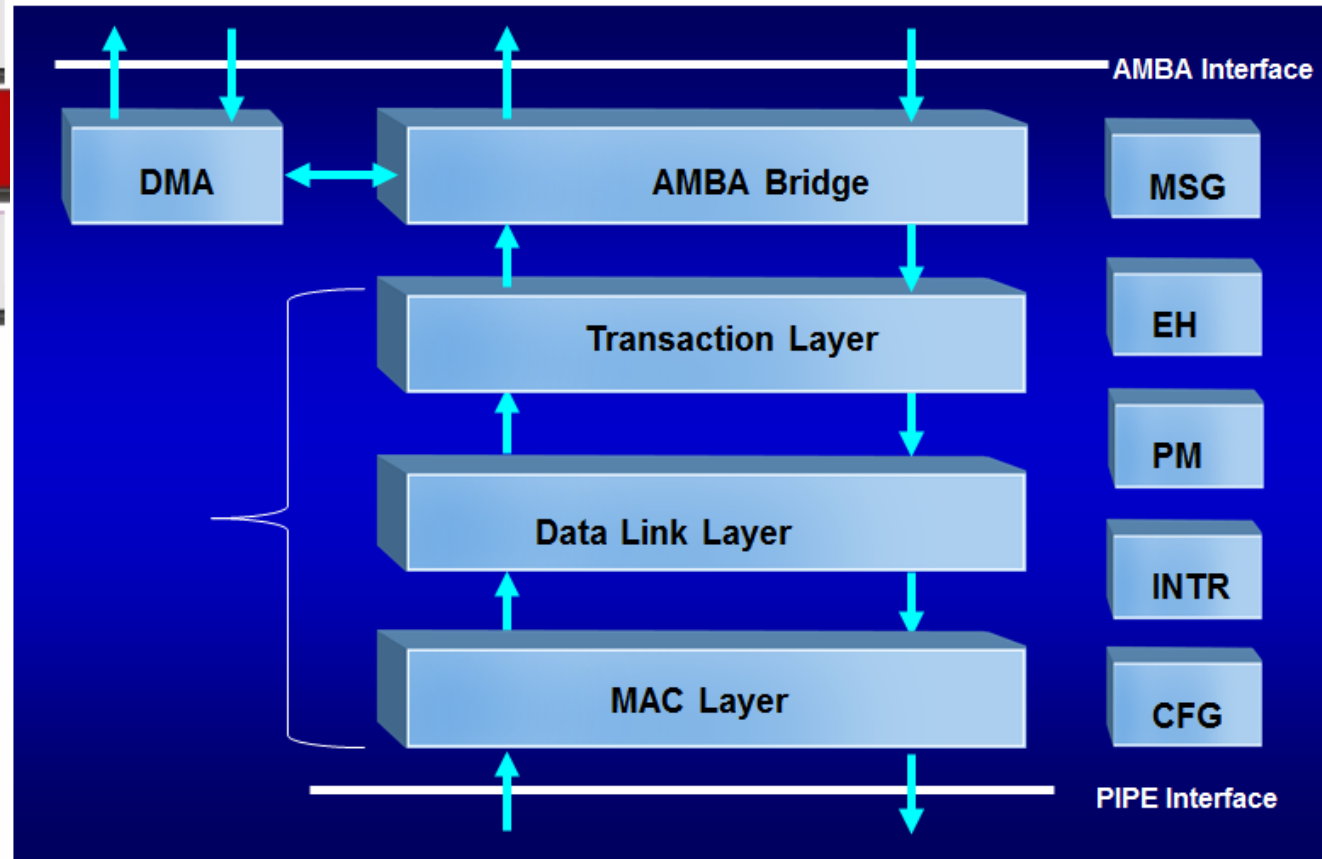 AMBA Interface
DMA
AMBA Bridge
MSG
Transaction Layer
EH
PM
Data Link Layer
INTR
MAC Layer
CFG
PIPE Interface